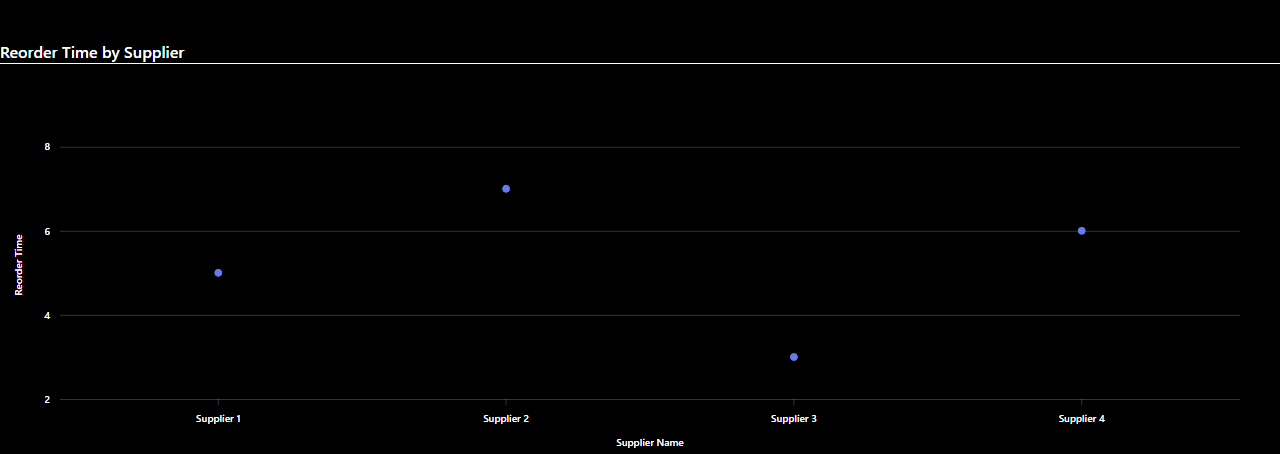 Reorder Time by Supplier
8
6
4
2
Reorder Time
Supplier 1
Supplier 2
Supplier 3
Supplier 4
Supplier Name